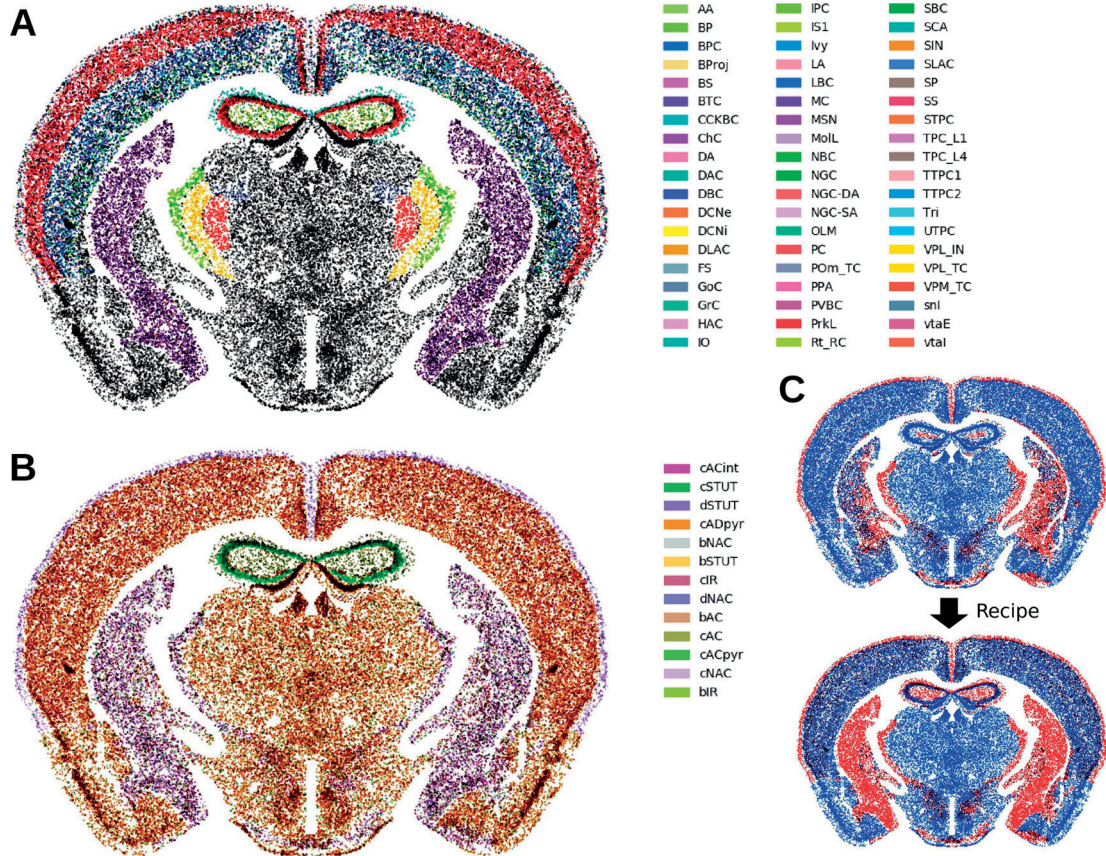 A
AA
BP
BPC
BProj
BS
BTC
CCKBC
ChC
DA
DAC
DBC
DCNe
DCNi
DLAC
FS
GoC
GrC
HAC
IO
IPC
IS1
Ivy
LA
LBC
MC
MSN
MolL
NBC
NGC
NGC-DA
NGC-SA
OLM
PC
POm_TC
PPA
PVBC
PrkL
Rt_RC
SBC
SCA
SIN
SLAC
SP
SS
STPC
TPC_L1
TPC_L4
TTPC1
TTPC2
Tri
UTPC
VPL_IN
VPL_TC
VPM_TC
snI
vtaE
vtaI
B
cACint
cSTUT
dSTUT
cADpyr
bNAC
bSTUT
cIR
dNAC
bAC
cAC
cACpyr
cNAC
bIR
C
Recipe